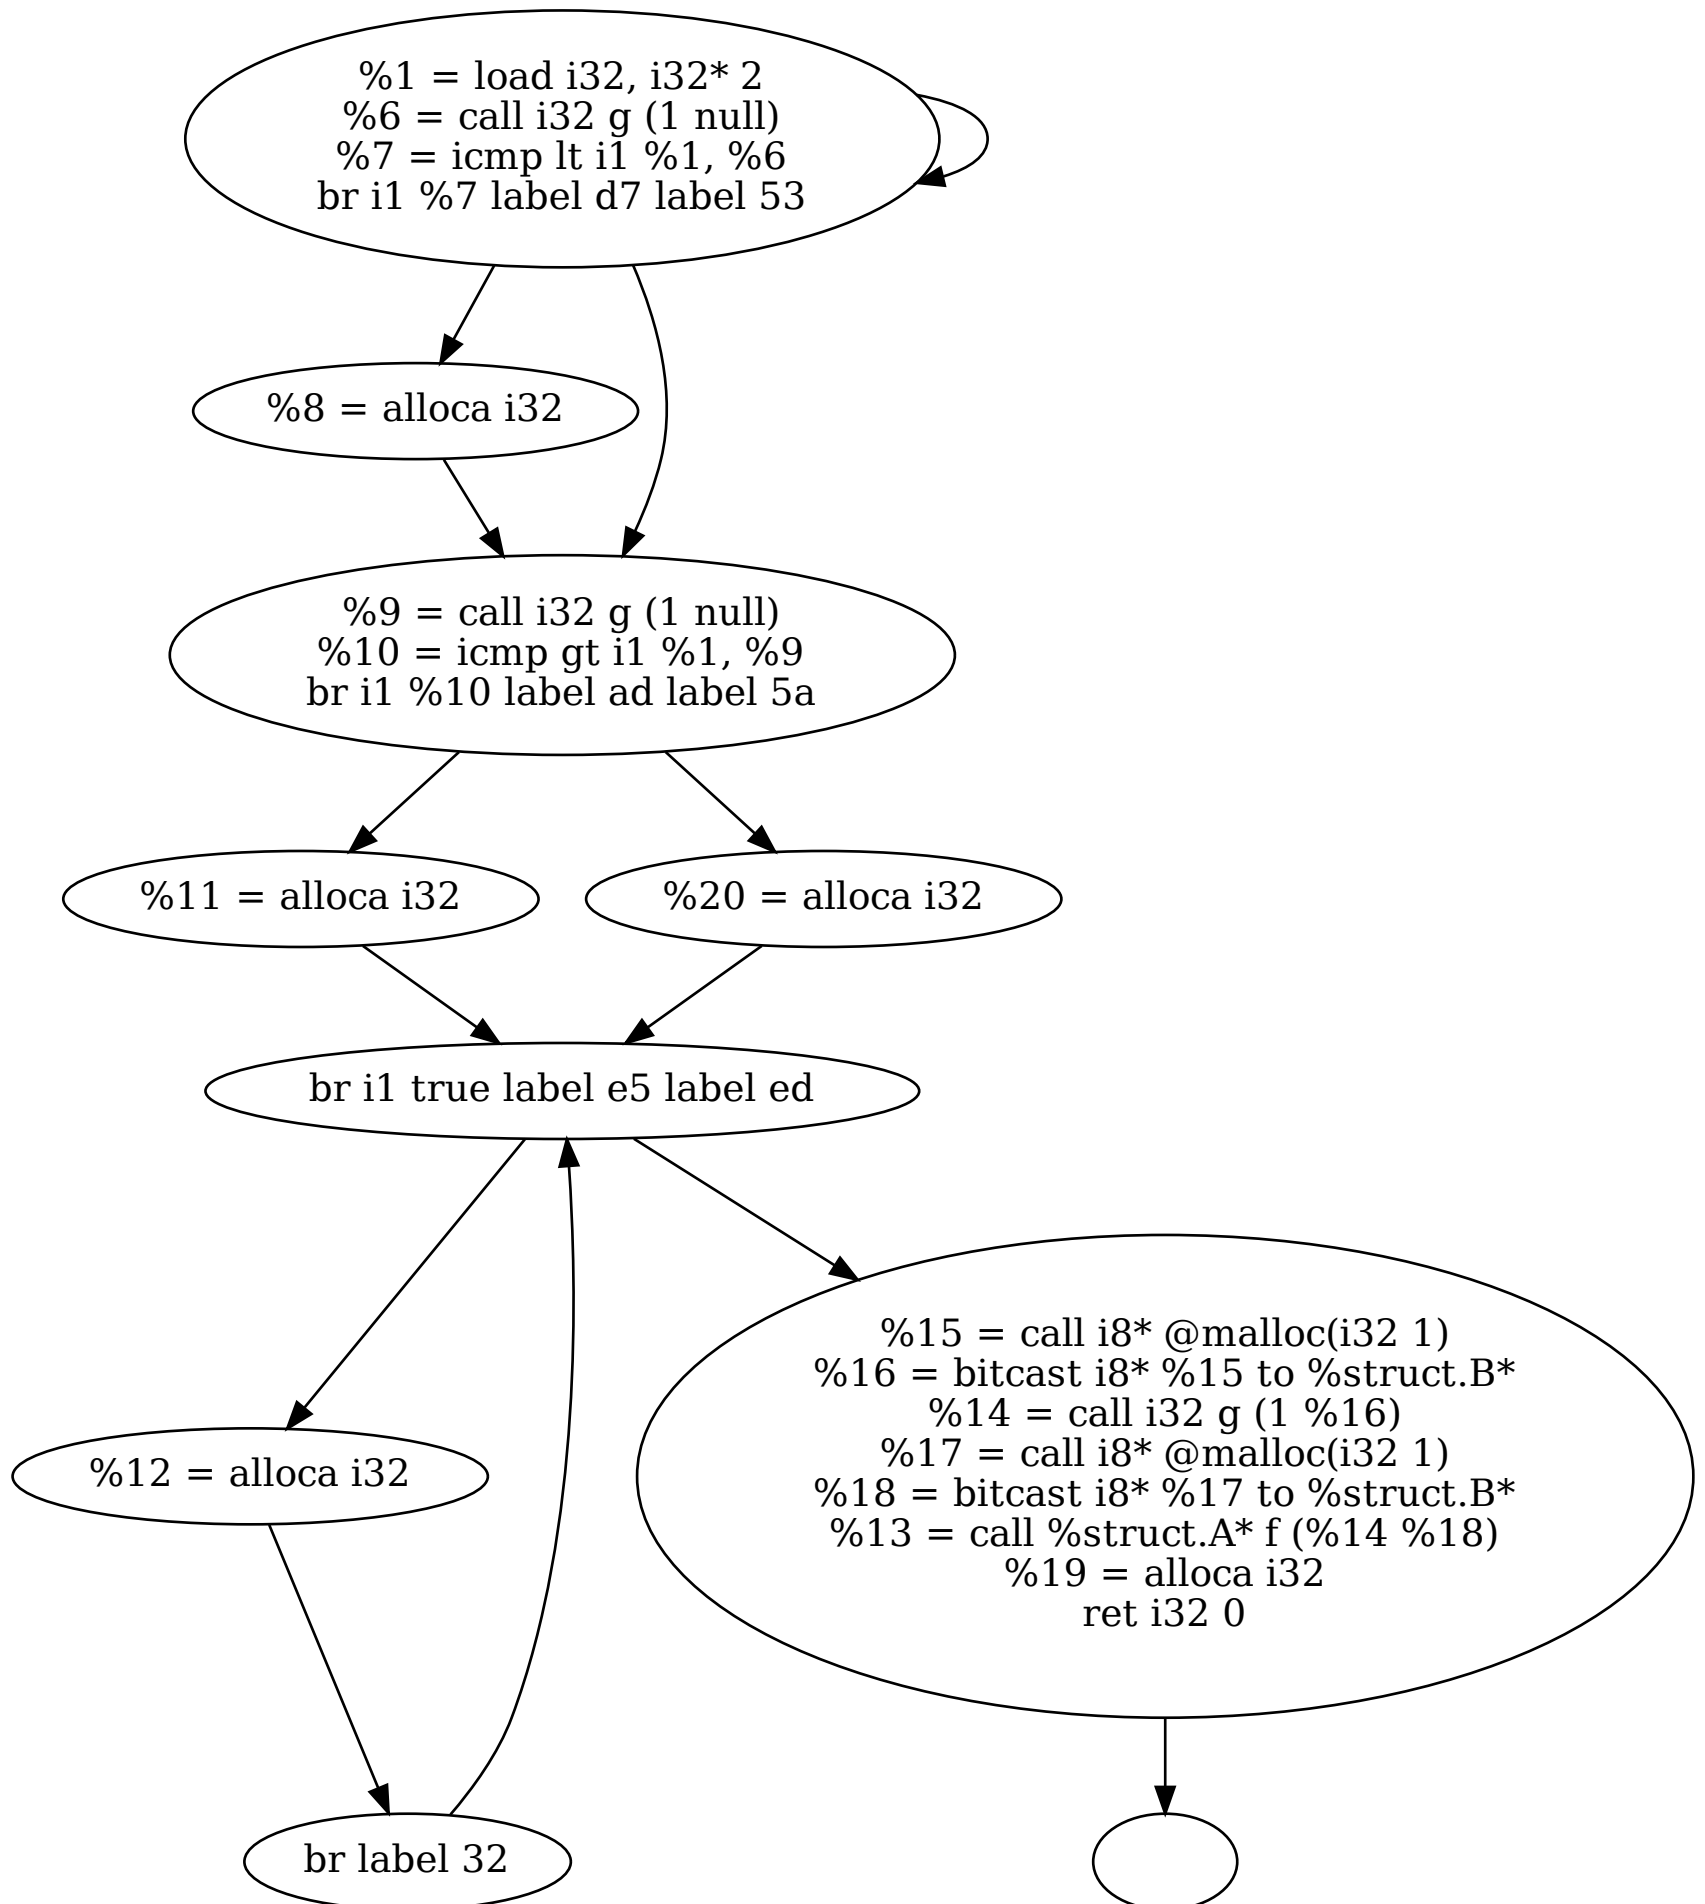 %1 = load i32, i32* 2
%6 = call i32 g (1 null)
%7 = icmp lt i1 %1, %6
br i1 %7 label d7 label 53
%8 = alloca i32
%9 = call i32 g (1 null)
%10 = icmp gt i1 %1, %9
br i1 %10 label ad label 5a
%11 = alloca i32
%20 = alloca i32
br i1 true label e5 label ed
%15 = call i8* @malloc(i32 1)
%16 = bitcast i8* %15 to %struct.B*
%14 = call i32 g (1 %16)
%17 = call i8* @malloc(i32 1)
%18 = bitcast i8* %17 to %struct.B*
%13 = call %struct.A* f (%14 %18)
%19 = alloca i32
ret i32 0
%12 = alloca i32
br label 32